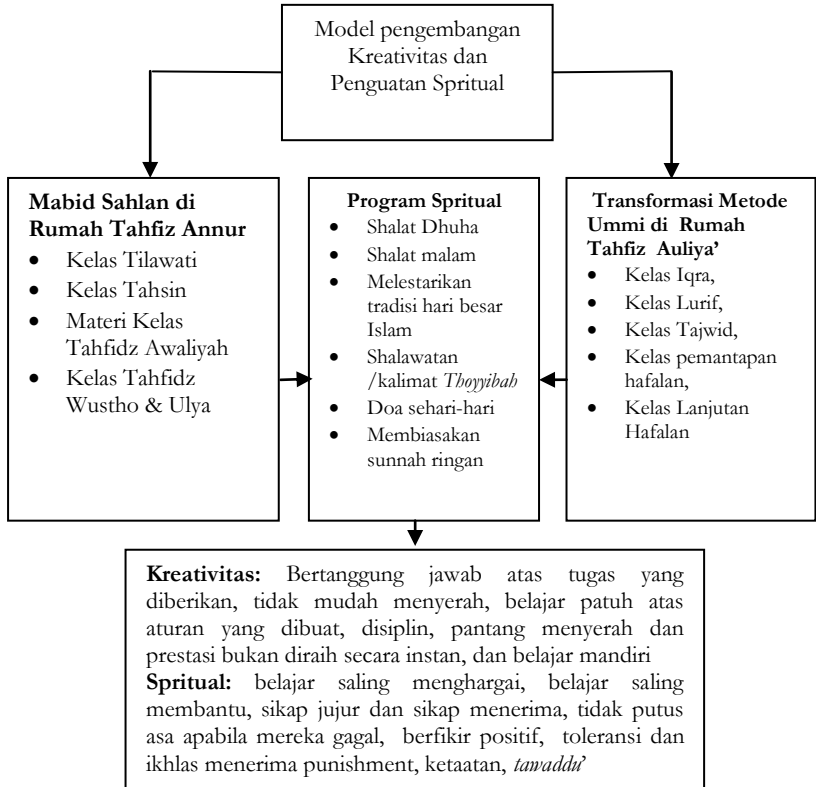 Model pengembangan
Kreativitas dan
Penguatan Spritual
Mabid Sahlan di
Rumah Tahfiz Annur
• Kelas Tilawati
• Kelas Tahsin
• Materi Kelas
Tahfidz Awaliyah
• Kelas Tahfidz
Wustho & Ulya
Program Spritual
• Shalat Dhuha
• Shalat malam
• Melestarikan
tradisi hari besar
Islam
• Shalawatan
/kalimat Thoyyibah
• Doa sehari-hari
• Membiasakan
sunnah ringan
Transformasi Metode
Ummi di Rumah
Tahfiz Auliya’
• Kelas Iqra,
• Kelas Lurif,
• Kelas Tajwid,
• Kelas pemantapan
hafalan,
• Kelas Lanjutan
Hafalan
Kreativitas: Bertanggung jawab atas tugas yang
diberikan, tidak mudah menyerah, belajar patuh atas
aturan yang dibuat, disiplin, pantang menyerah dan
prestasi bukan diraih secara instan, dan belajar mandiri
Spritual: belajar saling menghargai, belajar saling
membantu, sikap jujur dan sikap menerima, tidak putus
asa apabila mereka gagal, berfikir positif, toleransi dan
ikhlas menerima punishment, ketaatan, tawaddu’